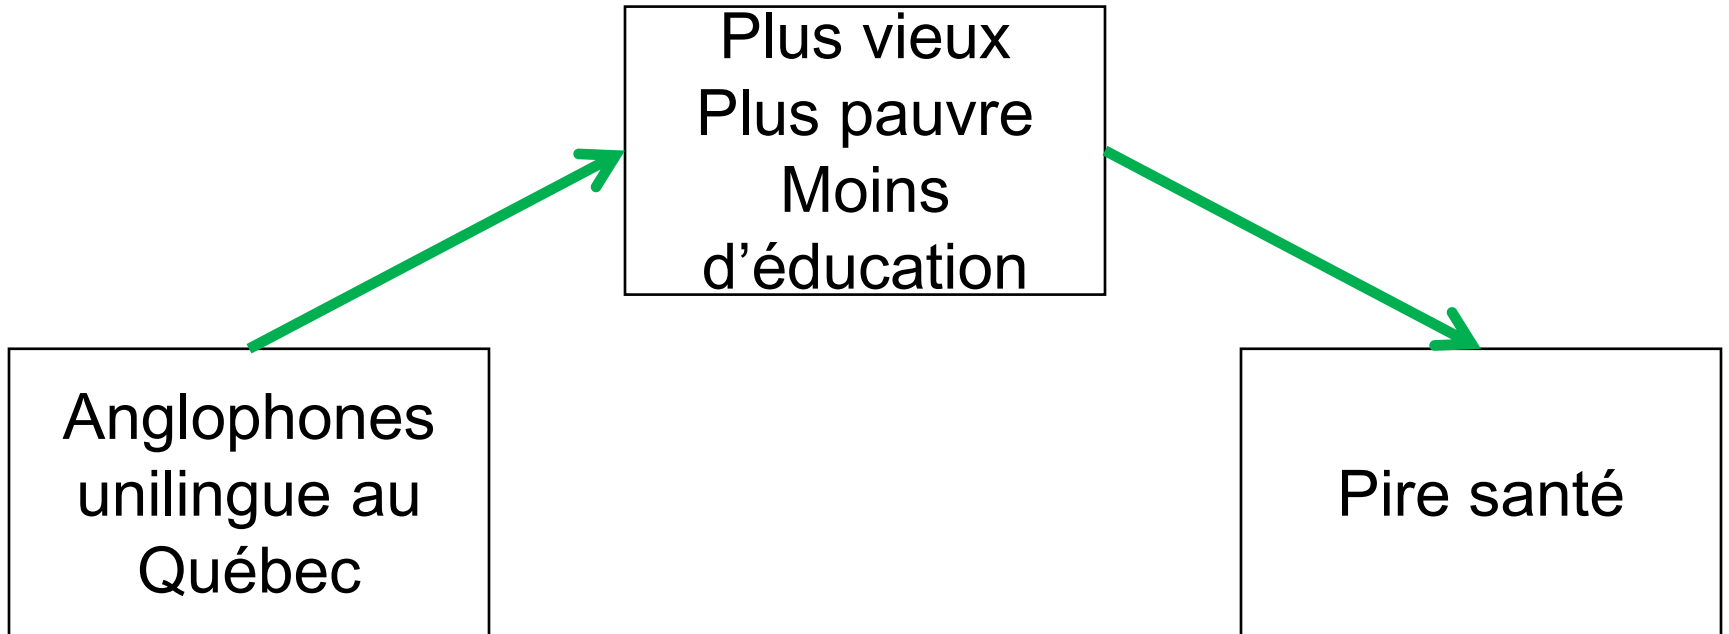 Plus vieux
Plus pauvre
Moins
d’éducation
Anglophones
unilingue au
Québec
Pire santé